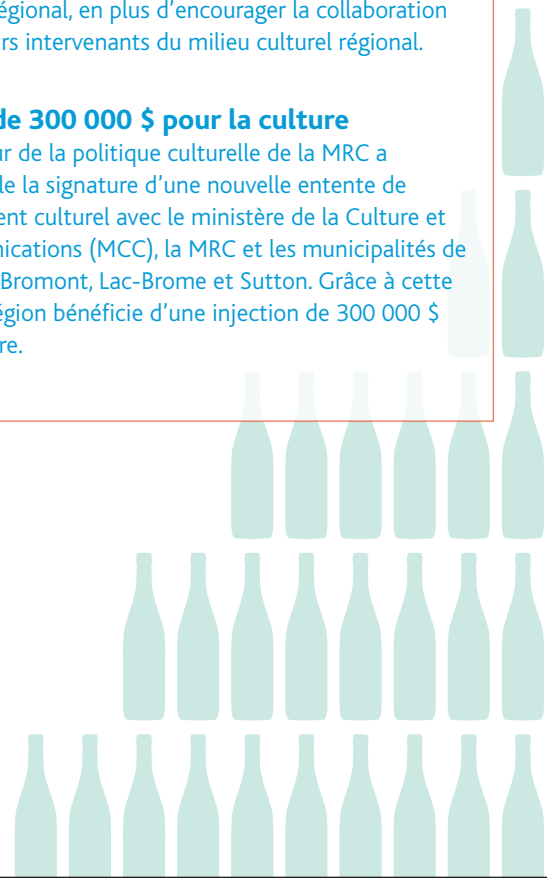 égional, en plus d'encourager la collaboration
rs intervenants du milieu culturel régional.
de 300 000 $ pour la culture
ur de la politique culturelle de la MRC a
le la signature d'une nouvelle entente de
ent culturel avec le ministère de la Culture et
nications (MCC), la MRC et les municipalités de
Bromont, Lac-Brome et Sutton. Grâce à cette
égion bénéficie d'une injection de 300 000 $
re.